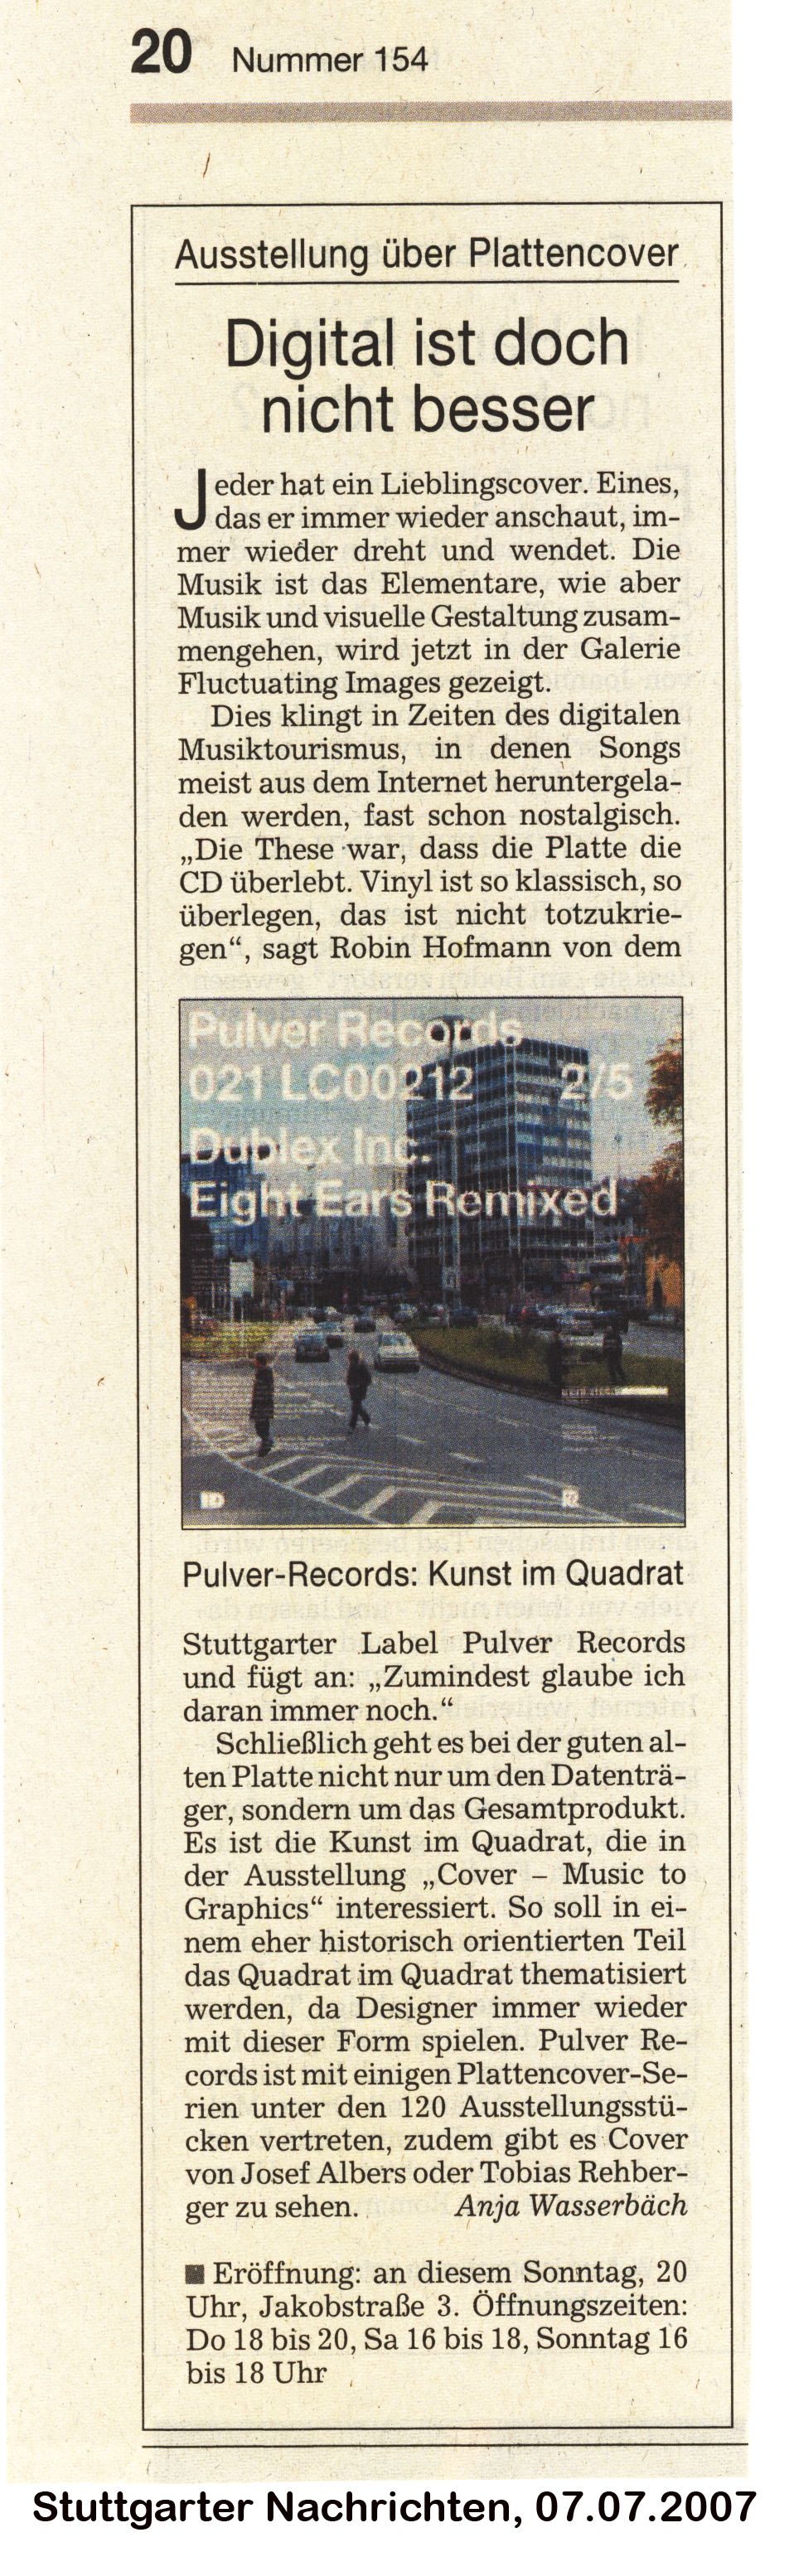 20 Nummer 154
Ausstellung über Plattencover
Digital ist doch
nicht besser
Jeder hat ein Lieblingscover. Eines,
das er immer wieder anschaut, im-
mer wieder dreht und wendet. Die
Musik ist das Elementare, wie aber
Musik und visuelle Gestaltung zusam-
mengehen, wird jetzt in der Galerie
Fluctuating Images gezeigt.
Dies klingt in Zeiten des digitalen
Musiktourismus, in denen Songs
meist aus dem Internet heruntergela-
den werden, fast schon nostalgisch.
„Die These war, dass die Platte die
CD überlebt. Vinyl ist so klassisch, so
überlegen, das ist nicht totzukrie-
gen“, sagt Robin Hofmann von dem
Pulver Records
021 LC00212 2/5
Dublex Inc.
Eight Ears Remixed
Pulver-Records: Kunst im Quadrat
Stuttgarter Label Pulver Records
und fügt an: „Zumindest glaube ich
daran immer noch.“
Schließlich geht es bei der guten al-
ten Platte nicht nur um den Datenträ-
ger, sondern um das Gesamtprodukt.
Es ist die Kunst im Quadrat, die in
der Ausstellung „Cover – Music to
Graphics“ interessiert. So soll in ei-
nem eher historisch orientierten Teil
das Quadrat im Quadrat thematisiert
werden, da Designer immer wieder
mit dieser Form spielen. Pulver Re-
cords ist mit einigen Plattencover-Se-
rien unter den 120 Ausstellungsstü-
cken vertreten, zudem gibt es Cover
von Josef Albers oder Tobias Rehber-
ger zu sehen. Anja Wasserbäch
■ Eröffnung: an diesem Sonntag, 20
Uhr, Jakobstraße 3. Öffnungszeiten:
Do 18 bis 20, Sa 16 bis 18, Sonntag 16
bis 18 Uhr
Stuttgarter Nachrichten, 07.07.2007